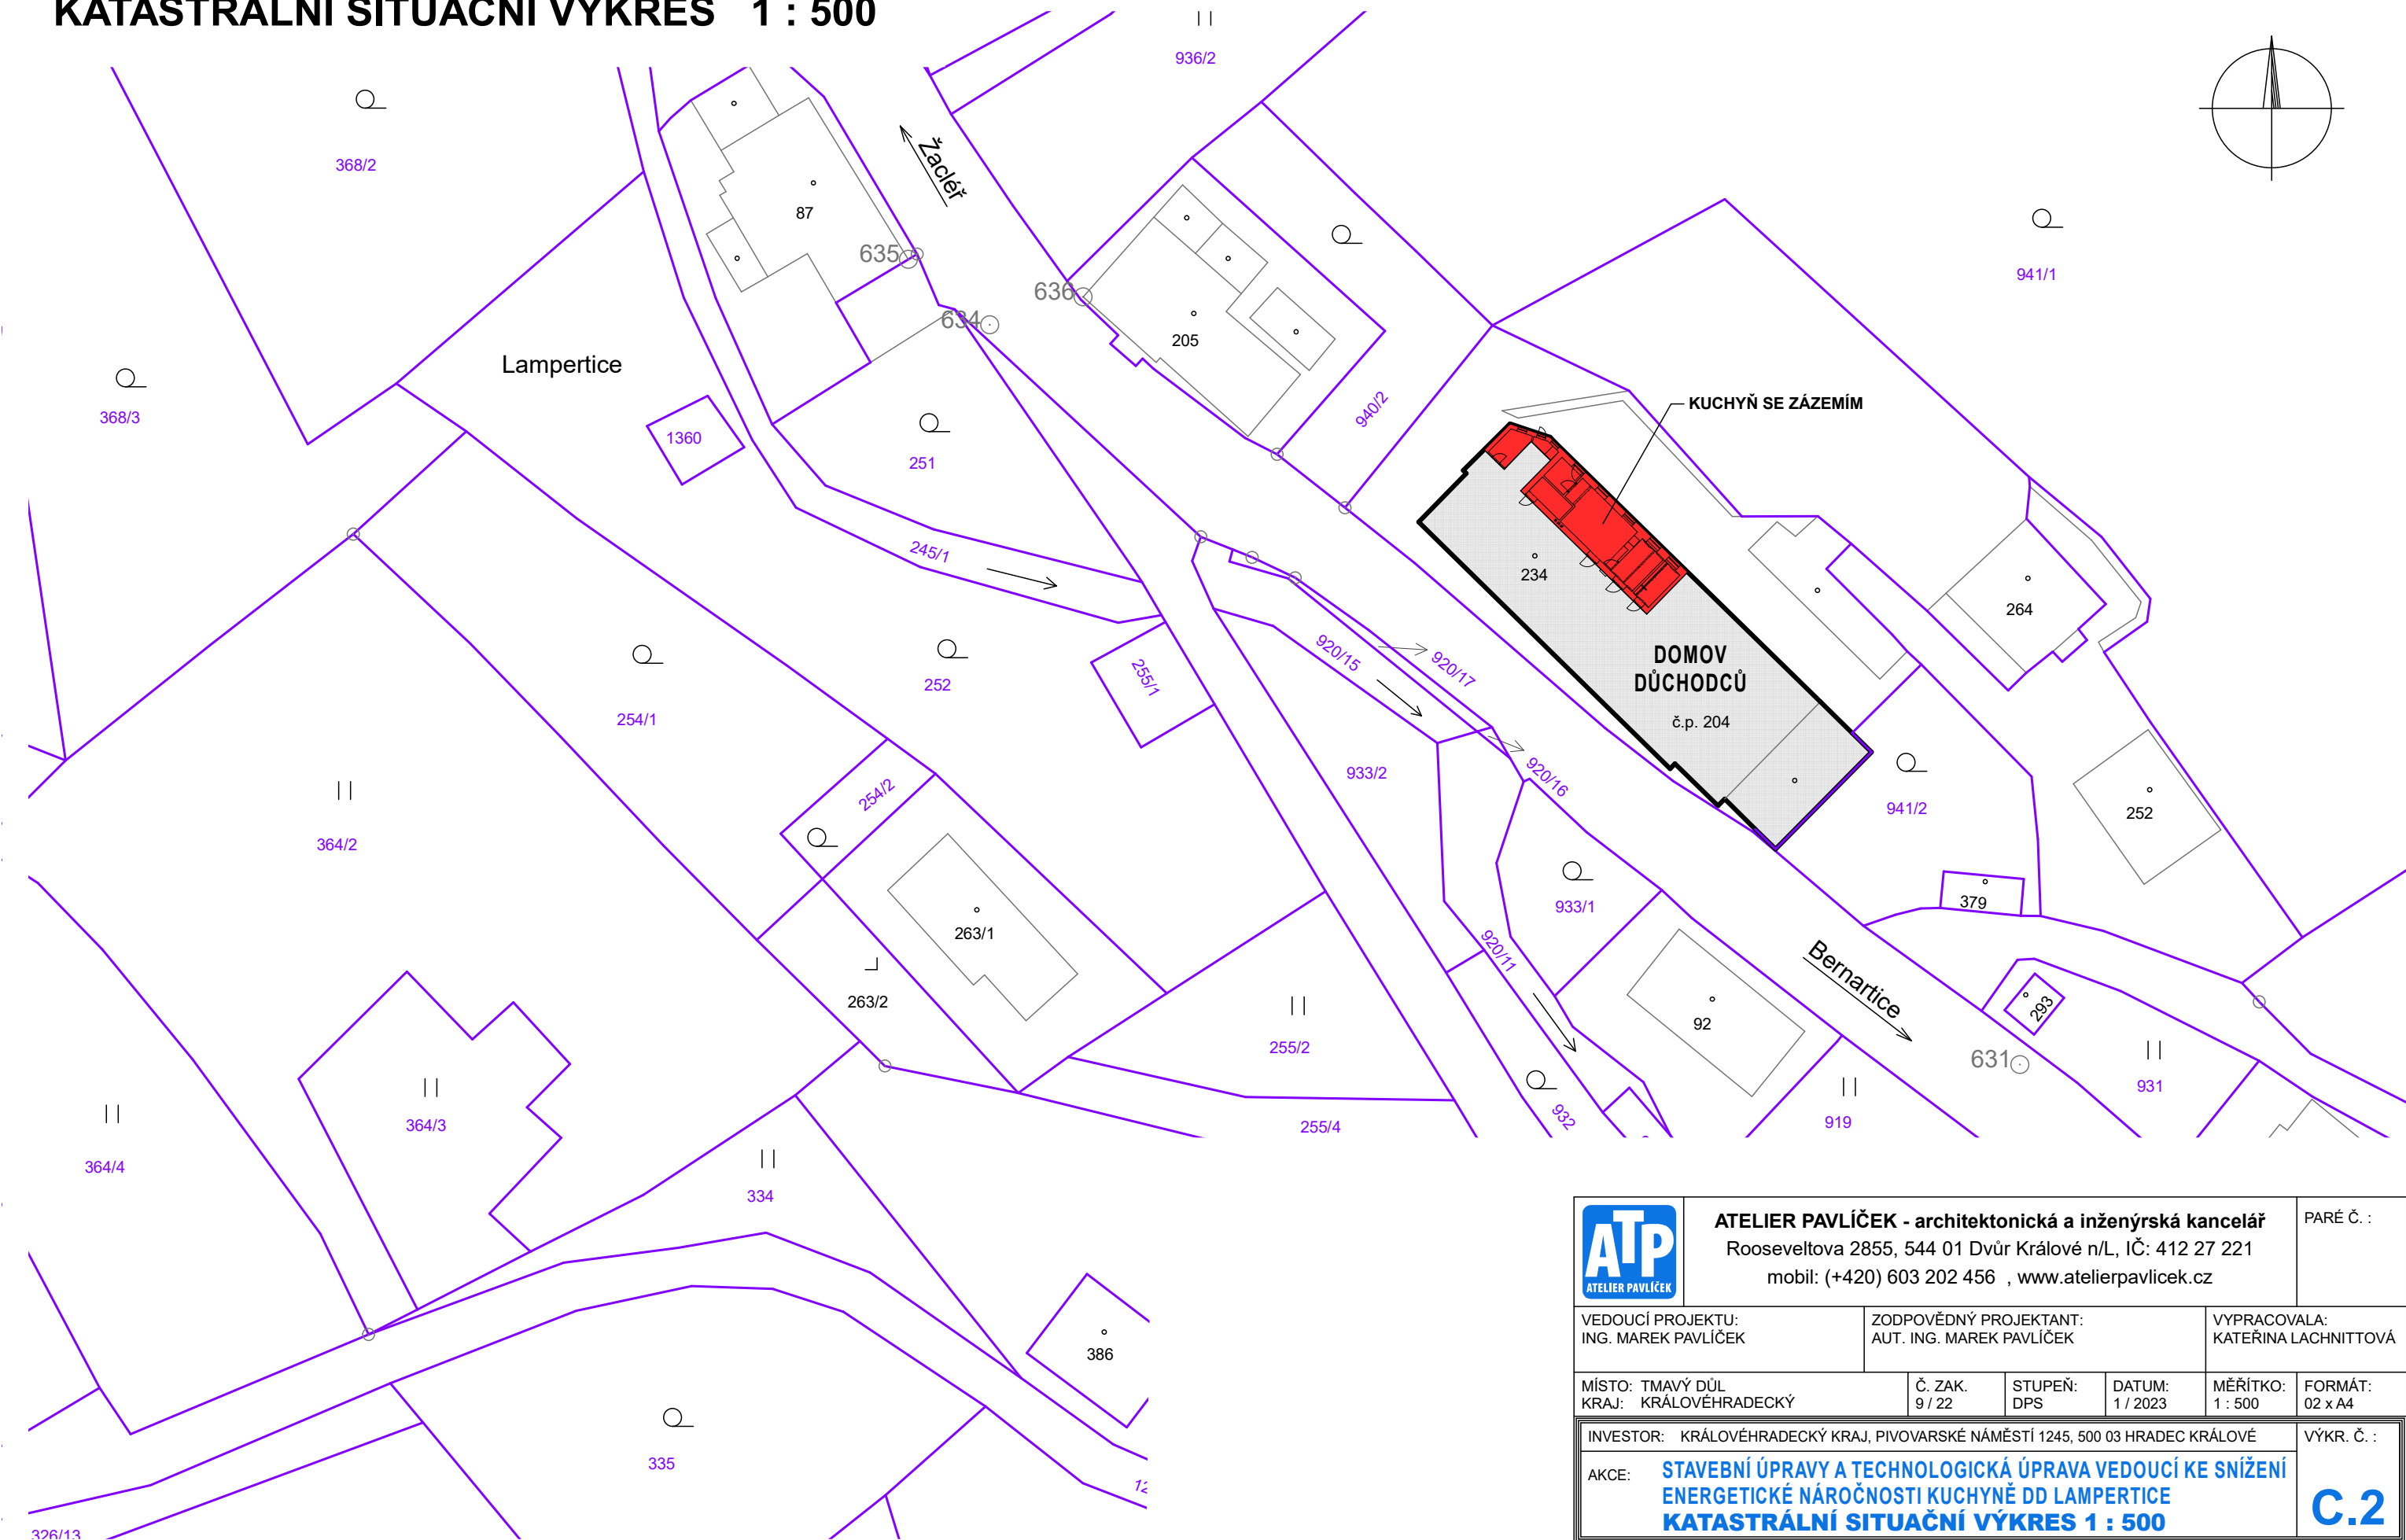 KATASTRÁLNÍ SITUAČNÍ VÝKRES 1 : 500
936/2
368/2
Žacléř
87
941/1
635
636
634
205
Lampertice
368/3
940/2
KUCHYŇ SE ZÁZEMÍM
1360
251
245/1
234
264
920/15
920/17
DOMOV
DŮCHODCŮ
č.p. 204
252
255/1
254/1
933/2
920/16
254/2
941/2
252
364/2
933/1
379
263/1
920/11
Bernartice
263/2
293
92
255/2
631
931
364/3
932
919
255/4
364/4
334
386
335
12
326/13
ATP
ATELIER PAVLÍČEK
ATELIER PAVLÍČEK - architektonická a inženýrská kancelář
Rooseveltova 2855, 544 01 Dvůr Králové n/L, IČ: 412 27 221
mobil: (+420) 603 202 456 , www.atelierpavlicek.cz
PARÉ Č. :
VEDOUCÍ PROJEKTU:
ING. MAREK PAVLÍČEK
ZODPOVĚDNÝ PROJEKTANT:
AUT. ING. MAREK PAVLÍČEK
VYPRACOVALA:
KATEŘINA LACHNITTOVÁ
MÍSTO: TMAVÝ DŮL
KRAJ: KRÁLOVÉHRADECKÝ
Č. ZAK.
9 / 22
STUPEŇ:
DPS
DATUM:
1 / 2023
MĚŘÍTKO:
1 : 500
FORMÁT:
02 x A4
INVESTOR: KRÁLOVÉHRADECKÝ KRAJ, PIVOVARSKÉ NÁMĚSTÍ 1245, 500 03 HRADEC KRÁLOVÉ
VÝKR. Č. :
AKCE: STAVEBNÍ ÚPRAVY A TECHNOLOGICKÁ ÚPRAVA VEDOUCÍ KE SNÍŽENÍ
ENERGETICKÉ NÁROČNOSTI KUCHYNĚ DD LAMPERTICE
KATASTRÁLNÍ SITUAČNÍ VÝKRES 1 : 500
C.2